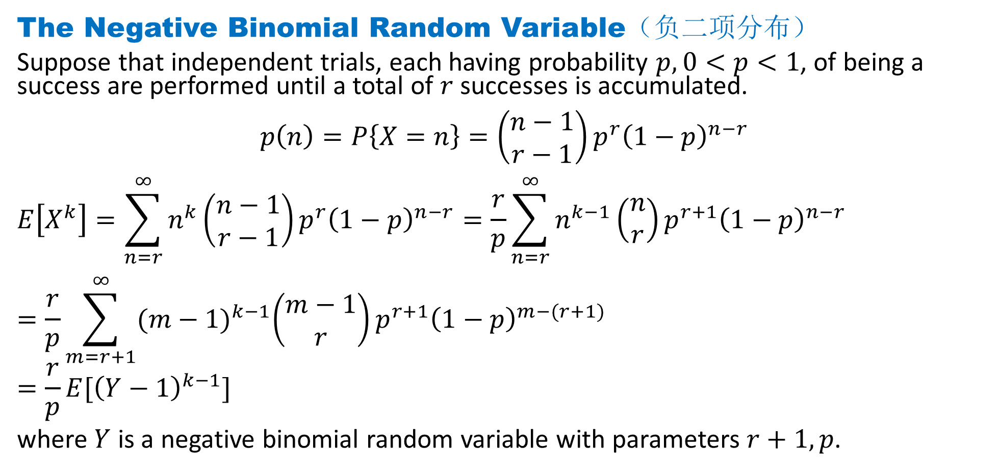 The Negative Binomial Random Variable（负二项分布）
Suppose that independent trials, each having probability p, 0 < p < 1, of being a
success are performed until a total of r successes is accumulated.
p(n) = P{X = n} = \binom{n-1}{r-1} p^r (1 − p)^{n−r}
E[X^k] = \sum_{n=r}^{∞} n^k \binom{n-1}{r-1} p^r (1 − p)^{n−r} = \frac{r}{p} \sum_{n=r}^{∞} n^{k−1} \binom{n}{r} p^{r+1} (1 − p)^{n−r}
= \frac{r}{p} \sum_{m=r+1}^{∞} (m − 1)^{k−1} \binom{m-1}{r} p^{r+1} (1 − p)^{m−(r+1)}
= \frac{r}{p} E[(Y − 1)^{k−1}]
where Y is a negative binomial random variable with parameters r + 1, p.